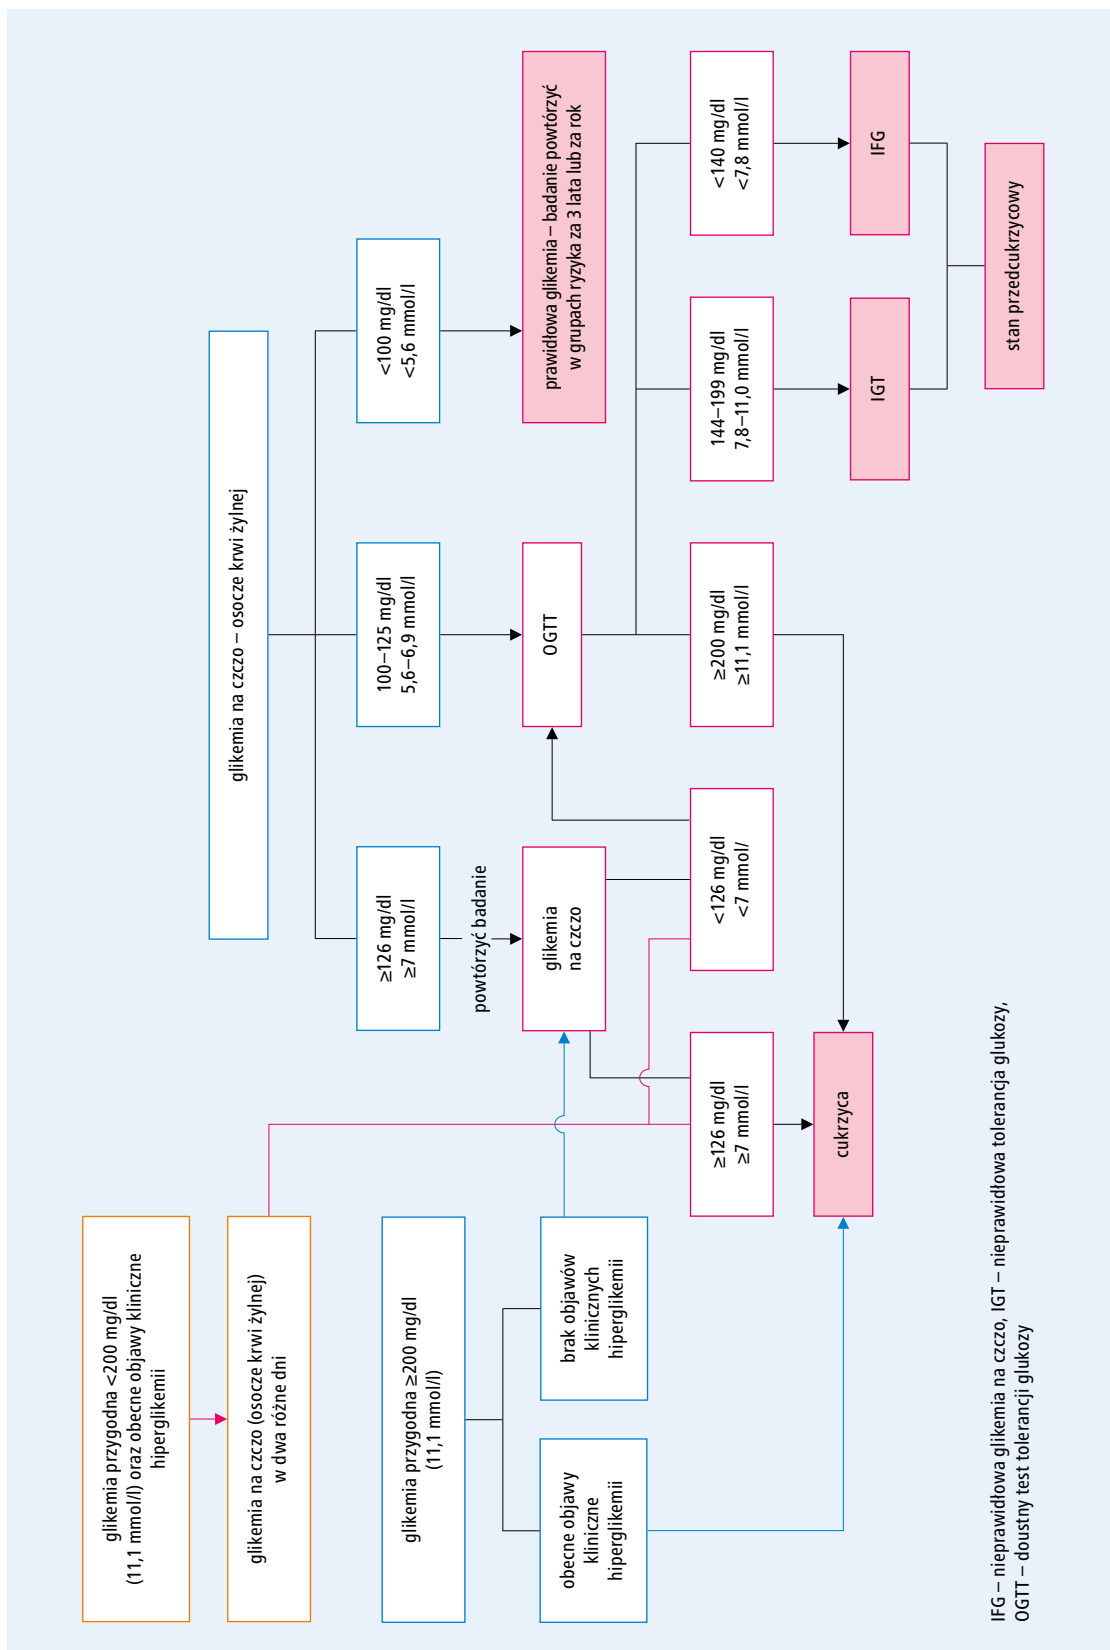 glikemia przygodna <200 mg/dl
(11,1 mmol/l) oraz obecne objawy kliniczne
hiperglikemii
glikemia na czczo (osocze krwi żylnej)
w dwa różne dni
glikemia przygodna ≥200 mg/dl
(11,1 mmol/l)
obecne objawy
kliniczne
hiperglikemii
brak objawów
klinicznych
hiperglikemii
glikemia na czczo – osocze krwi żylnej
≥126 mg/dl
≥7 mmol/l
100–125 mg/dl
5,6–6,9 mmol/l
<100 mg/dl
<5,6 mmol/l
powtórzyć badanie
glikemia
na czczo
OGTT
prawidłowa glikemia – badanie powtórzyć
w grupach ryzyka za 3 lata lub za rok
≥126 mg/dl
≥7 mmol/l
<126 mg/dl
<7 mmol/
≥200 mg/dl
≥11,1 mmol/l
144–199 mg/dl
7,8–11,0 mmol/l
<140 mg/dl
<7,8 mmol/l
cukrzyca
IGT
IFG
stan przedcukrzycowy
IFG – nieprawidłowa glikemia na czczo, IGT – nieprawidłowa tolerancja glukozy,
OGTT – doustny test tolerancji glukozy